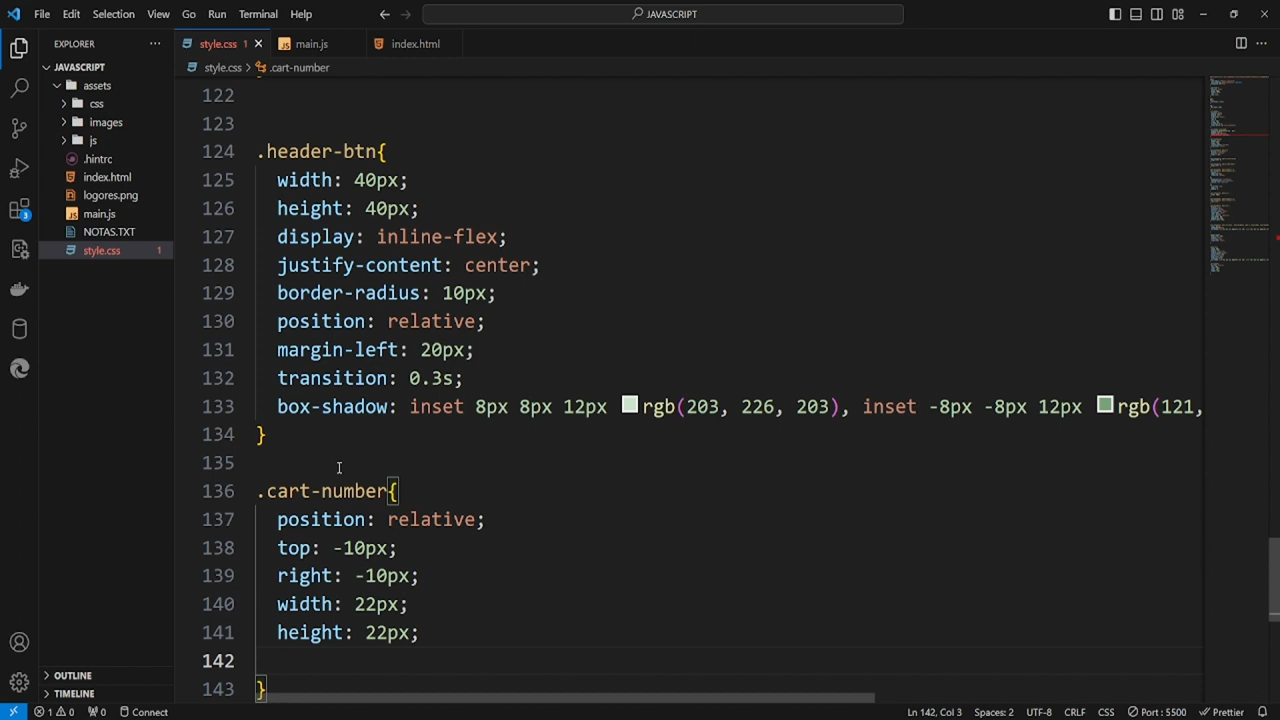 File Edit Selection View Go Run Terminal Help
JAVASCRIPT
EXPLORER
style.css 1
main.js
index.html
JAVASCRIPT
style.css > .cart-number
assets
css
images
js
.hintrc
index.html
logores.png
main.js
NOTAS.TXT
style.css 1
3
122
123
124 .header-btn{
125 width: 40px;
126 height: 40px;
127 display: inline-flex;
128 justify-content: center;
129 border-radius: 10px;
130 position: relative;
131 margin-left: 20px;
132 transition: 0.3s;
133 box-shadow: inset 8px 8px 12px rgb(203, 226, 203), inset -8px -8px 12px rgb(121,
134 }
135
136 .cart-number{
137 position: relative;
138 top: -10px;
139 right: -10px;
140 width: 22px;
141 height: 22px;
142
143 }
OUTLINE
TIMELINE
1 0 0 Connect Ln 142, Col 3 Spaces: 2 UTF-8 CRLF CSS Port : 5500 Prettier